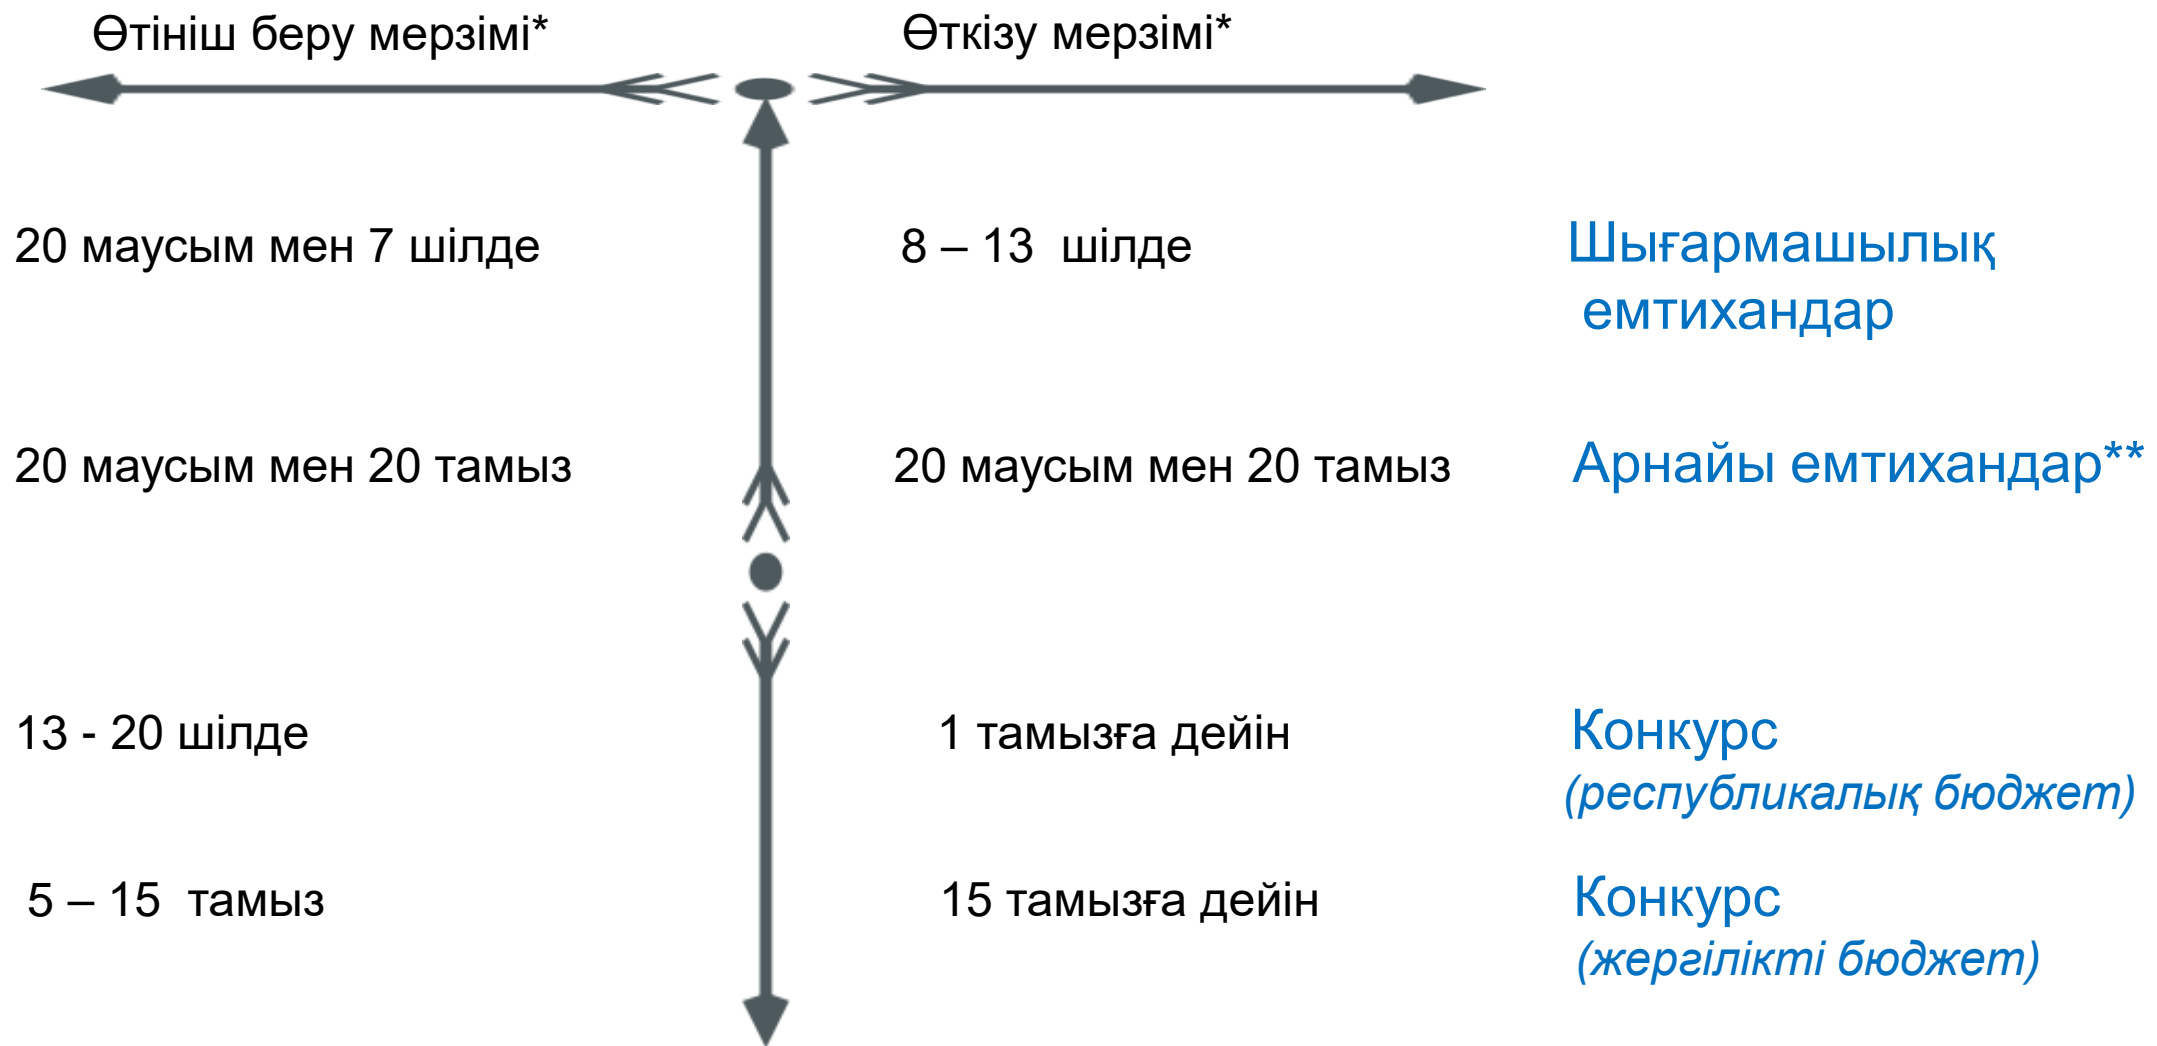 Өтініш беру мерзімі*
Өткізу мерзімі*
20 маусым мен 7 шілде
8 – 13 шілде
Шығармашылық
емтихандар
20 маусым мен 20 тамыз
20 маусым мен 20 тамыз
Арнайы емтихандар**
13 - 20 шілде
1 тамызға дейін
Конкурс
(республикалық бюджет)
5 – 15 тамыз
15 тамызға дейін
Конкурс
(жергілікті бюджет)